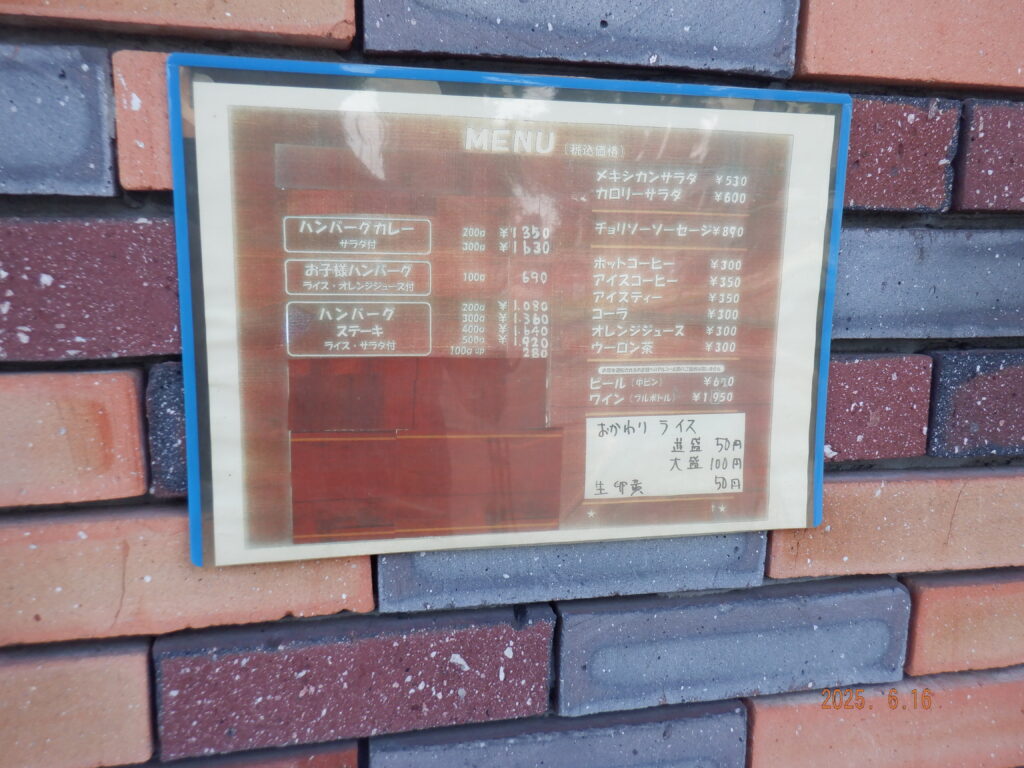 MENU (税込価格)
ハンバーグカレー
サラダ付
200g ¥1350
300g ¥1630
お子様ハンバーグ
ライス・オレンジジュース付
100g 690
ハンバーグ
ステーキ
ライス・サラダ付
200g ¥1.080
300g ¥1.360
400g ¥1.640
500g ¥1.920
100g up 280
メキシカンサラダ ¥530
カロリーサラダ ¥600
チョリソーソーセージ¥890
ホットコーヒー ¥300
アイスコーヒー ¥350
アイスティー ¥350
コーラ ¥300
オレンジジュース ¥300
ウーロン茶 ¥300
ビール (中ビン) ¥670
ワイン (フルボトル) ¥1,950
おかわり ライス
並盛 50円
大盛 100円
生卵黄 50円
2025. 6.16